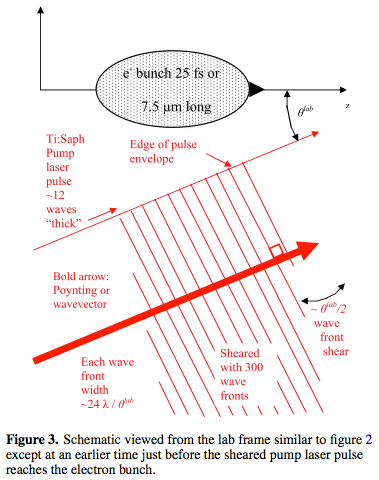 e⁻ bunch 25 fs or
7.5 μm long
z
θˡᵃᵇ
Ti:Saph
Pump
laser
pulse
~12
waves
“thick”
Edge of pulse
envelope
Bold arrow:
Poynting or
wavevector
~ θˡᵃᵇ/2
wave
front
shear
Each wave
front
width
~24 λ / θˡᵃᵇ
Sheared
with 300
wave
fronts
Figure 3. Schematic viewed from the lab frame similar to figure 2
except at an earlier time just before the sheared pump laser pulse
reaches the electron bunch.